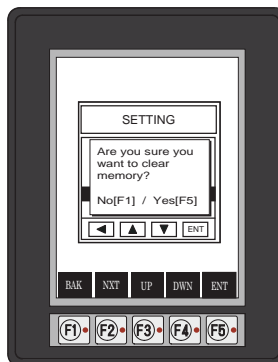 SETTING
Are you sure you
want to clear
memory?
No[F1] / Yes[F5]
ENT
BAK NXT UP DWN ENT
F1 F2 F3 F4 F5